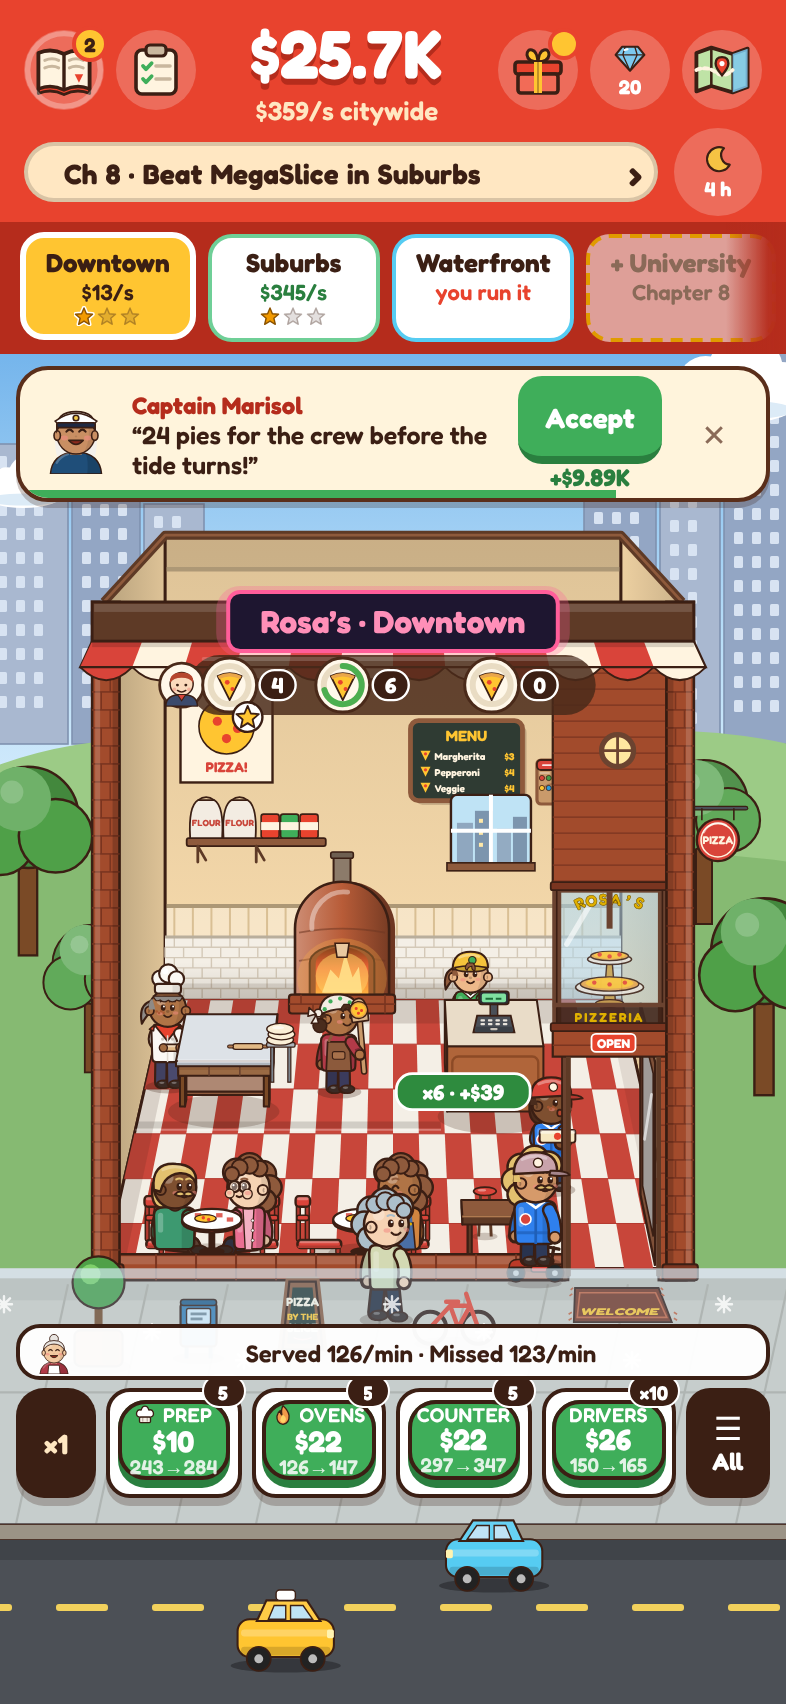 2
$25.7K
$359/s citywide
20
Ch 8 · Beat MegaSlice in Suburbs
4 h
Downtown
$13/s
Suburbs
$345/s
Waterfront
you run it
+ University
Chapter 8
Captain Marisol
“24 pies for the crew before the
tide turns!”
Accept
+$9.89K
Rosa’s · Downtown
4
6
0
PIZZA!
MENU
Margherita $3
Pepperoni $4
Veggie $4
FLOUR FLOUR
PIZZA
ROSA'S
PIZZERIA
OPEN
x6 · +$39
PIZZA
BY THE
WELCOME
Served 126/min · Missed 123/min
x1
5
PREP
$10
243→284
5
OVENS
$22
126→147
5
COUNTER
$22
297→347
x10
DRIVERS
$26
150→165
All